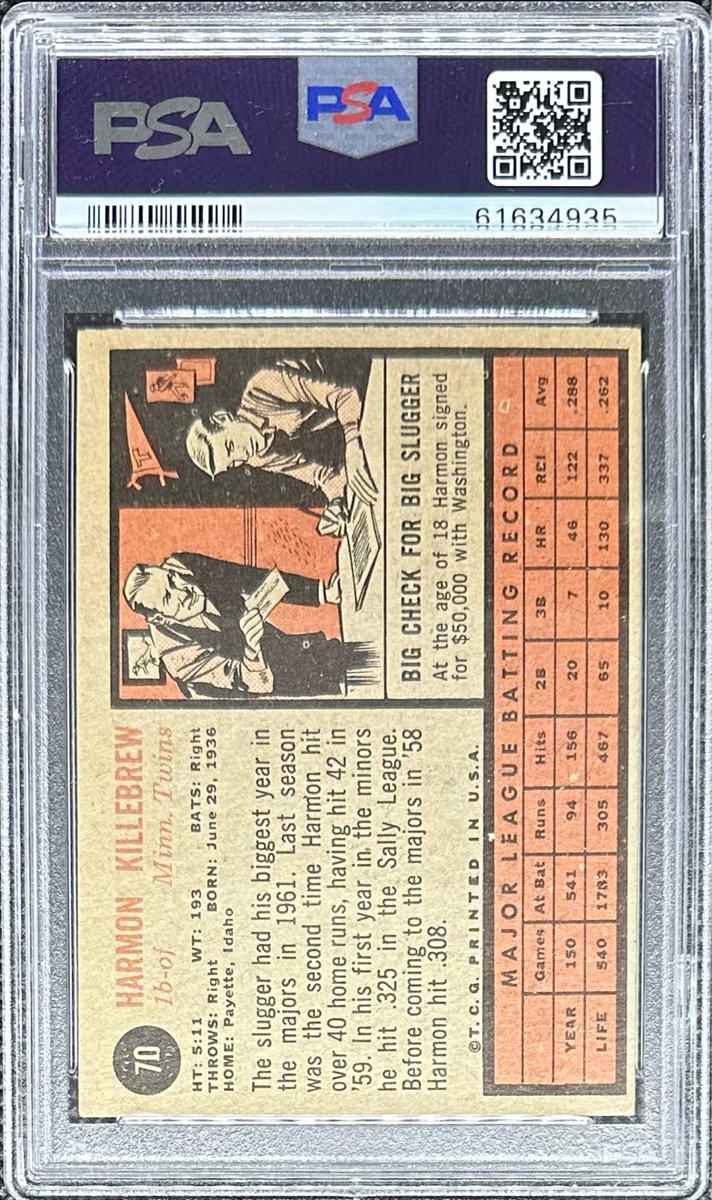 PSA
PSA
61634935
70
HARMON KILLEBREW
1b-of Minn. Twins
HT: 5:11 WT: 193 BATS: Right
THROWS: Right BORN: June 29, 1936
HOME: Payette, Idaho
The slugger had his biggest year in
the majors in 1961. Last season
was the second time Harmon hit
over 40 home runs, having hit 42 in
'59. In his first year in the minors
he hit .325 in the Sally League.
Before coming to the majors in '58
Harmon hit .308.
©T.C.G. PRINTED IN U.S.A.
T
BIG CHECK FOR BIG SLUGGER
At the age of 18 Harmon signed
for $50,000 with Washington.
MAJOR LEAGUE BATTING RECORD
Games At Bat Runs Hits 2B 3B HR RBI Avg
YEAR 150 541 94 156 20 7 46 122 .288
LIFE 540 1783 305 467 65 10 130 337 .262